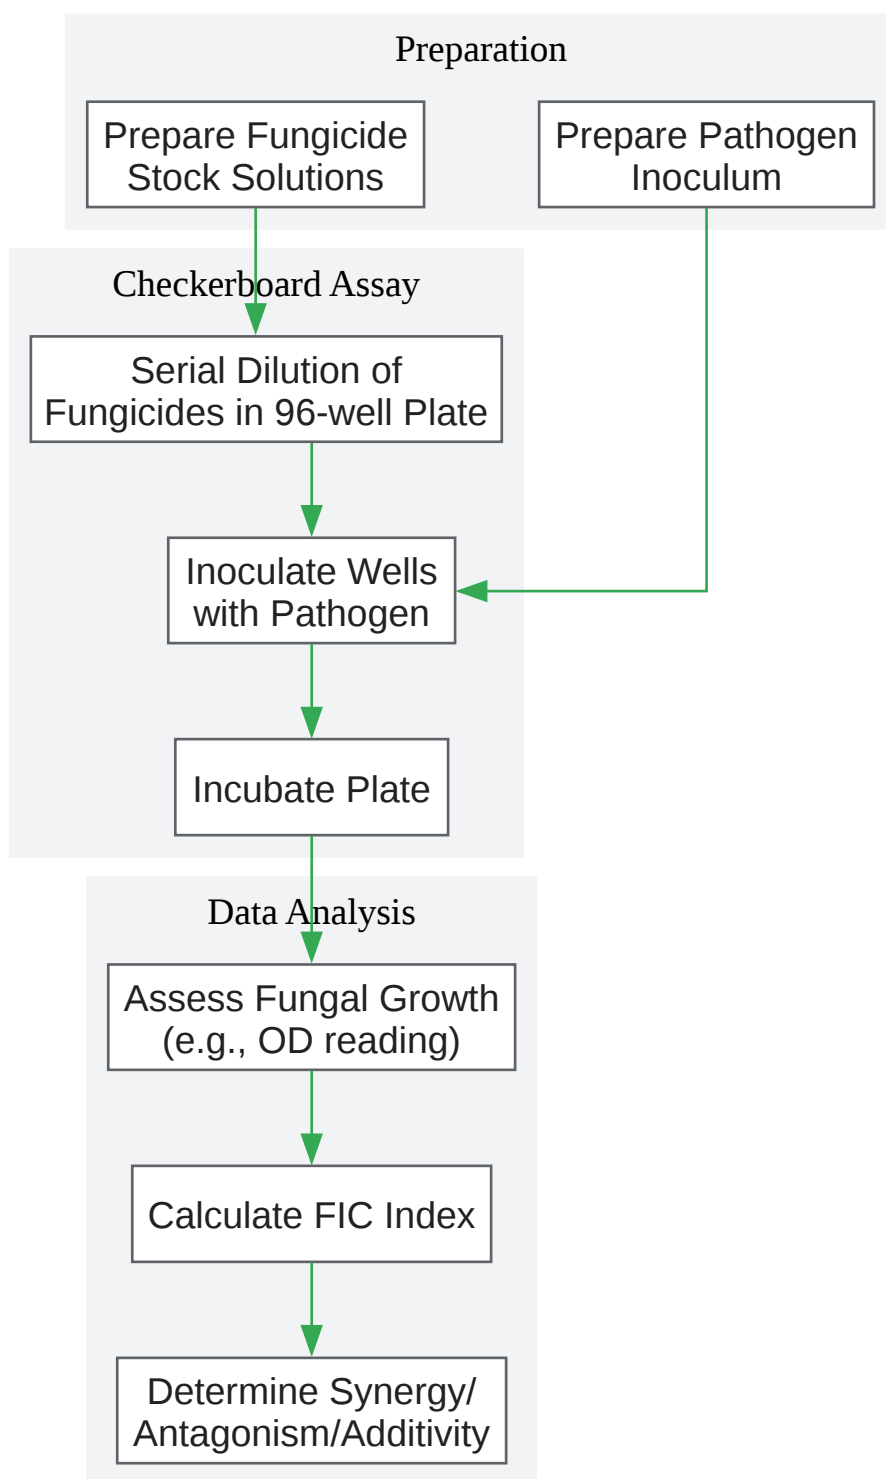 Preparation
Prepare Fungicide
Stock Solutions
Prepare Pathogen
Inoculum
Checkerboard Assay
Serial Dilution of
Fungicides in 96-well Plate
Inoculate Wells
with Pathogen
Incubate Plate
Data Analysis
Assess Fungal Growth
(e.g., OD reading)
Calculate FIC Index
Determine Synergy/
Antagonism/Additivity